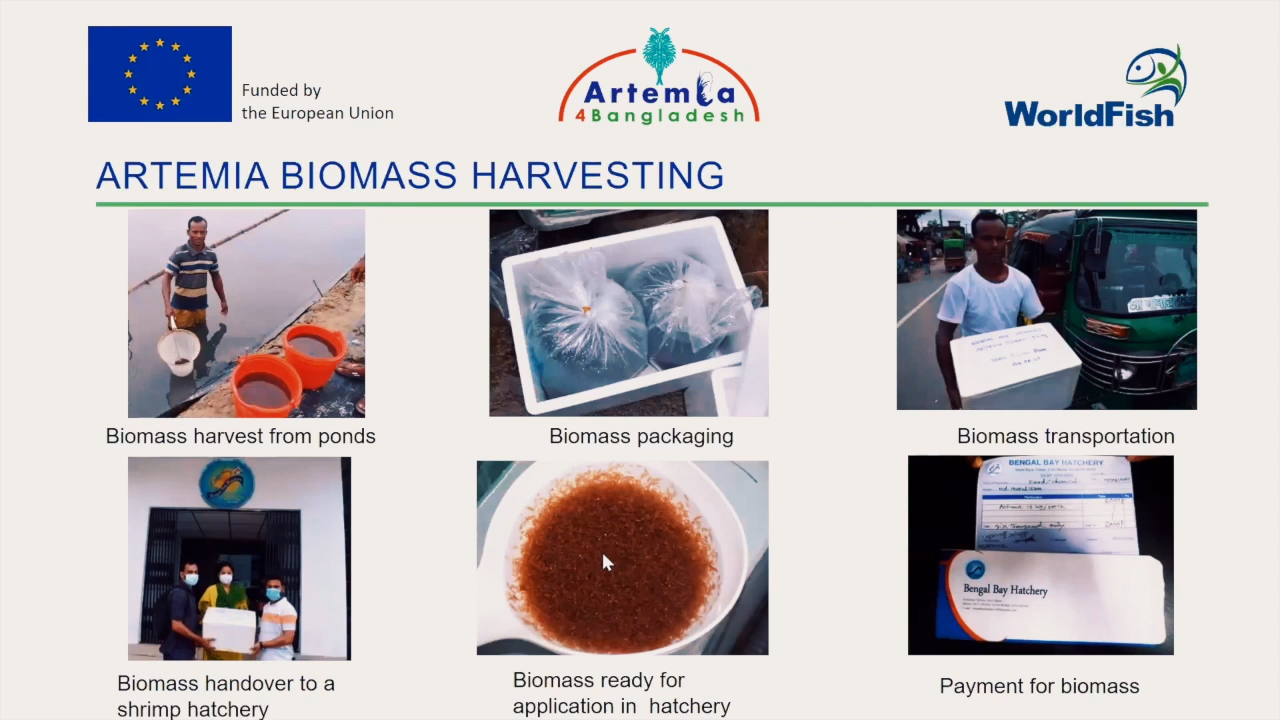 Funded by
the European Union
Artemia
4Bangladesh
WorldFish
ARTEMIA BIOMASS HARVESTING
Biomass harvest from ponds
Biomass packaging
Biomass transportation
BENGAL BAY HATCHERY
Bengal Bay Hatchery
Biomass handover to a
shrimp hatchery
Biomass ready for
application in hatchery
Payment for biomass